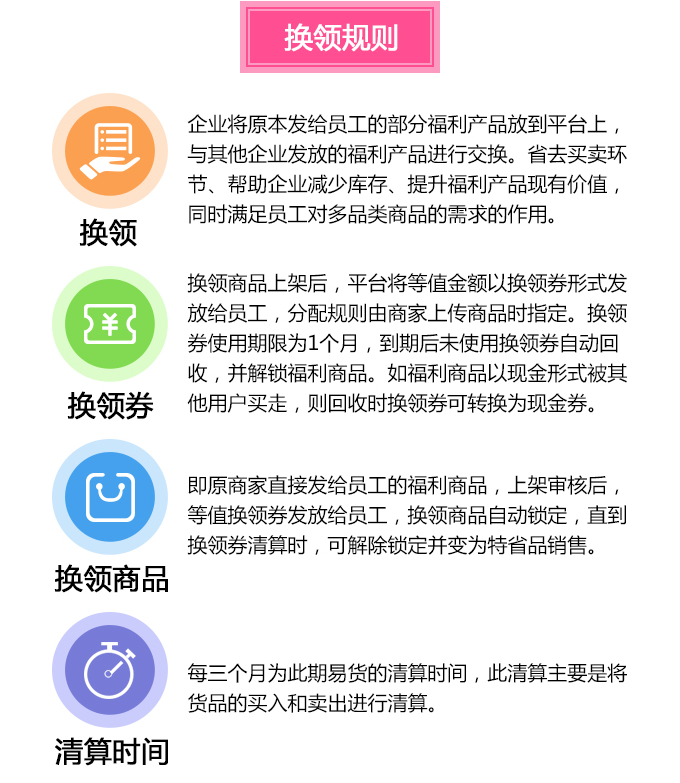 换领规则
企业将原本发给员工的部分福利产品放到平台上，
与其他企业发放的福利产品进行交换。省去买卖环
节、帮助企业减少库存、提升福利产品现有价值，
同时满足员工对多品类商品的需求的作用。
换领
换领商品上架后，平台将等值金额以换领券形式发
放给员工，分配规则由商家上传商品时指定。换领
券使用期限为1个月，到期后未使用换领券自动回
收，并解锁福利商品。如福利商品以现金形式被其
他用户买走，则回收时换领券可转换为现金券。
¥
换领券
即原商家直接发给员工的福利商品，上架审核后，
等值换领券发放给员工，换领商品自动锁定，直到
换领券清算时，可解除锁定并变为特省品销售。
换领商品
每三个月为此期易货的清算时间，此清算主要是将
货品的买入和卖出进行清算。
清算时间